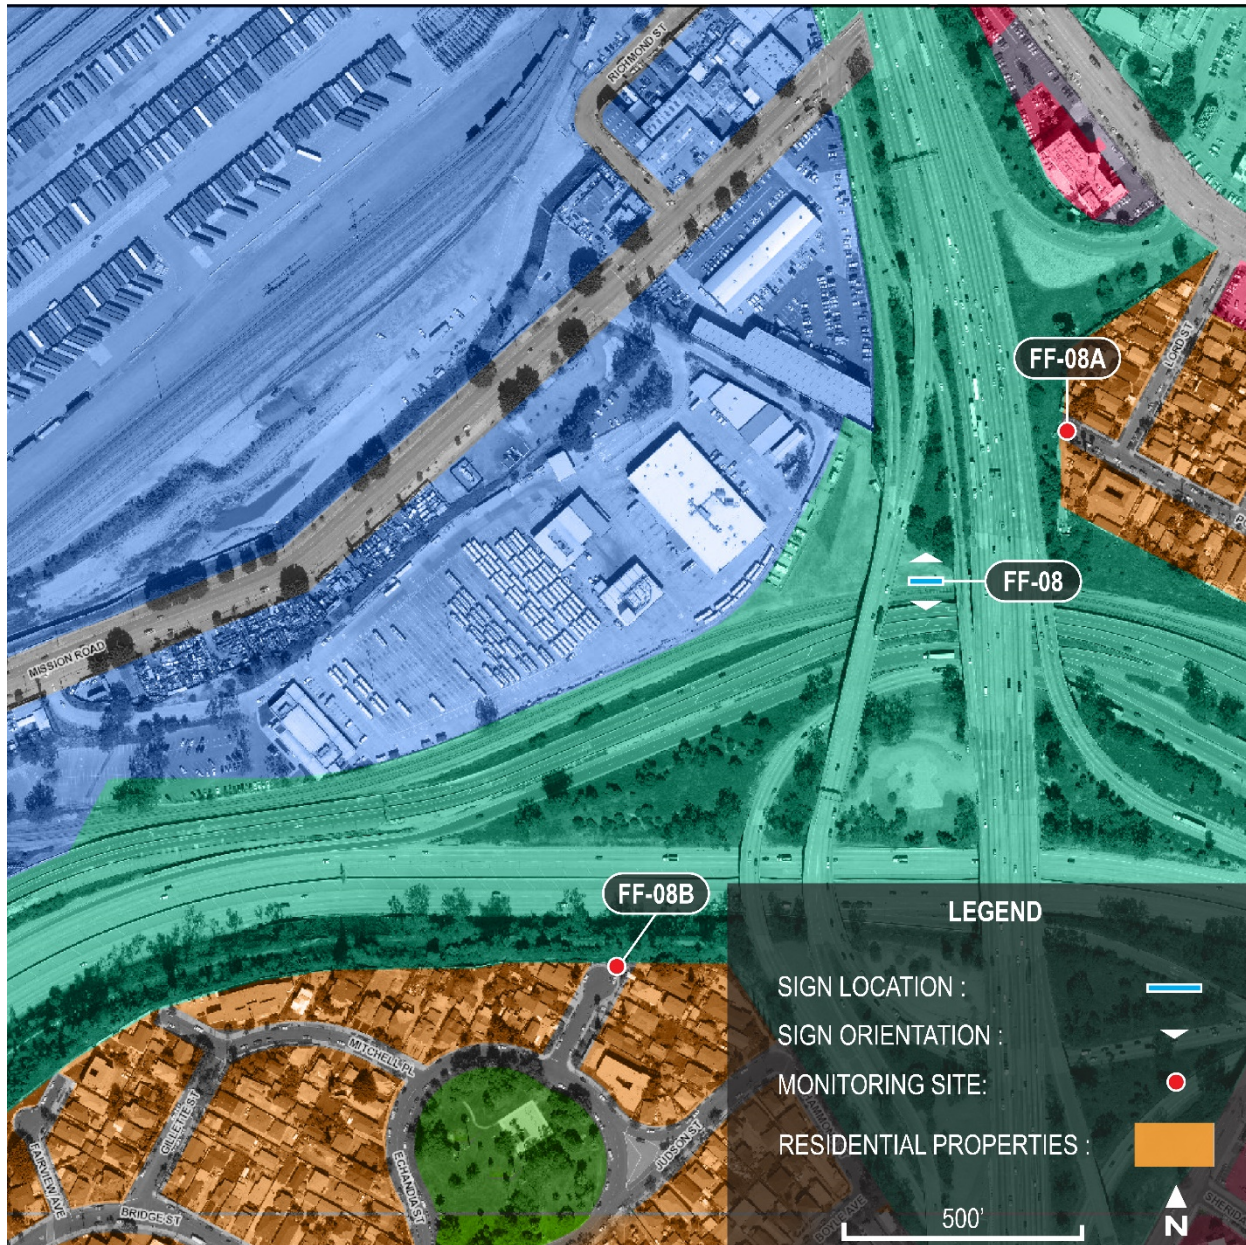 RICHMOND ST
LORD ST
FF-08A
FF-08
MISSION ROAD
FF-08B
LEGEND
SIGN LOCATION :
SIGN ORIENTATION :
MONITORING SITE:
RESIDENTIAL PROPERTIES :
500'
N
MITCHELL PL
GILLETTE ST
FAIRVIEW AVE
BRIDGE ST
ECHANDIA ST
JUDSON ST
BOYLE AVE